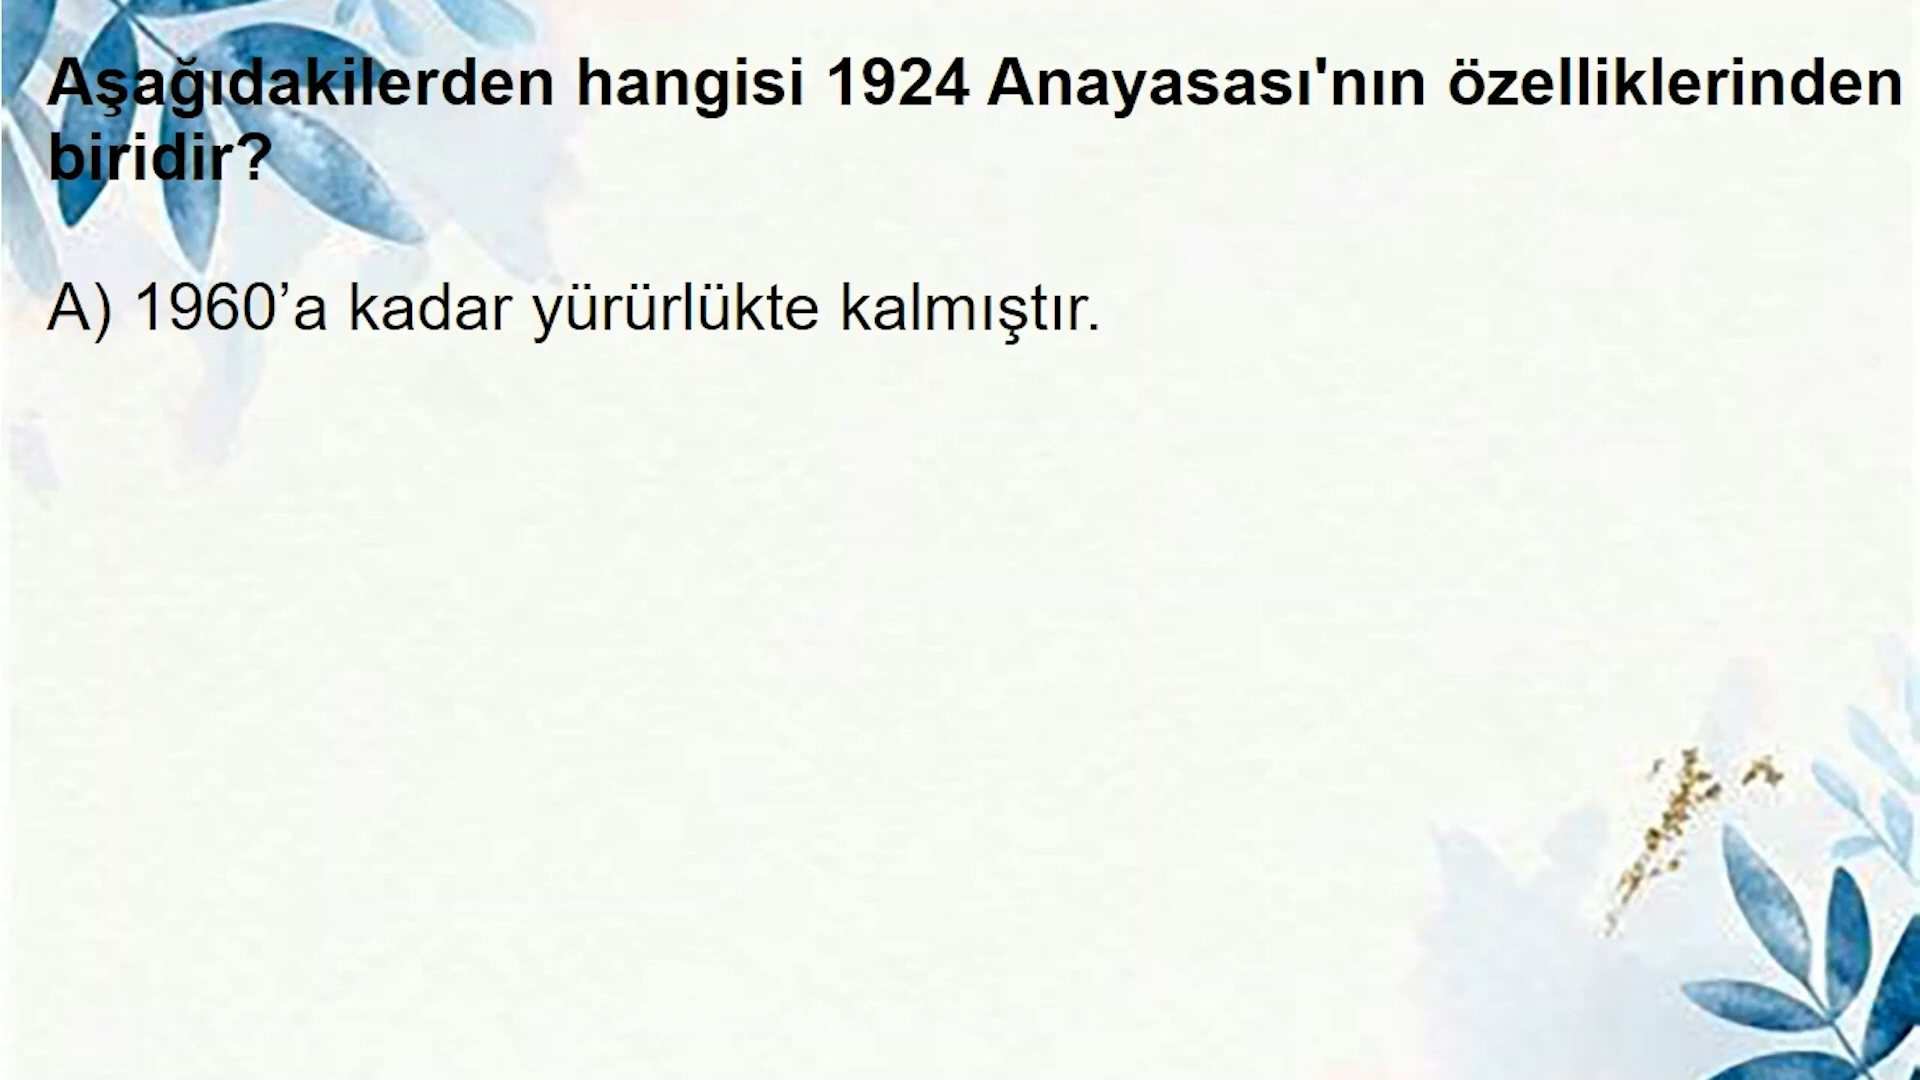 Aşağıdakilerden hangisi 1924 Anayasası'nın özelliklerinden
biridir?
A) 1960’a kadar yürürlükte kalmıştır.